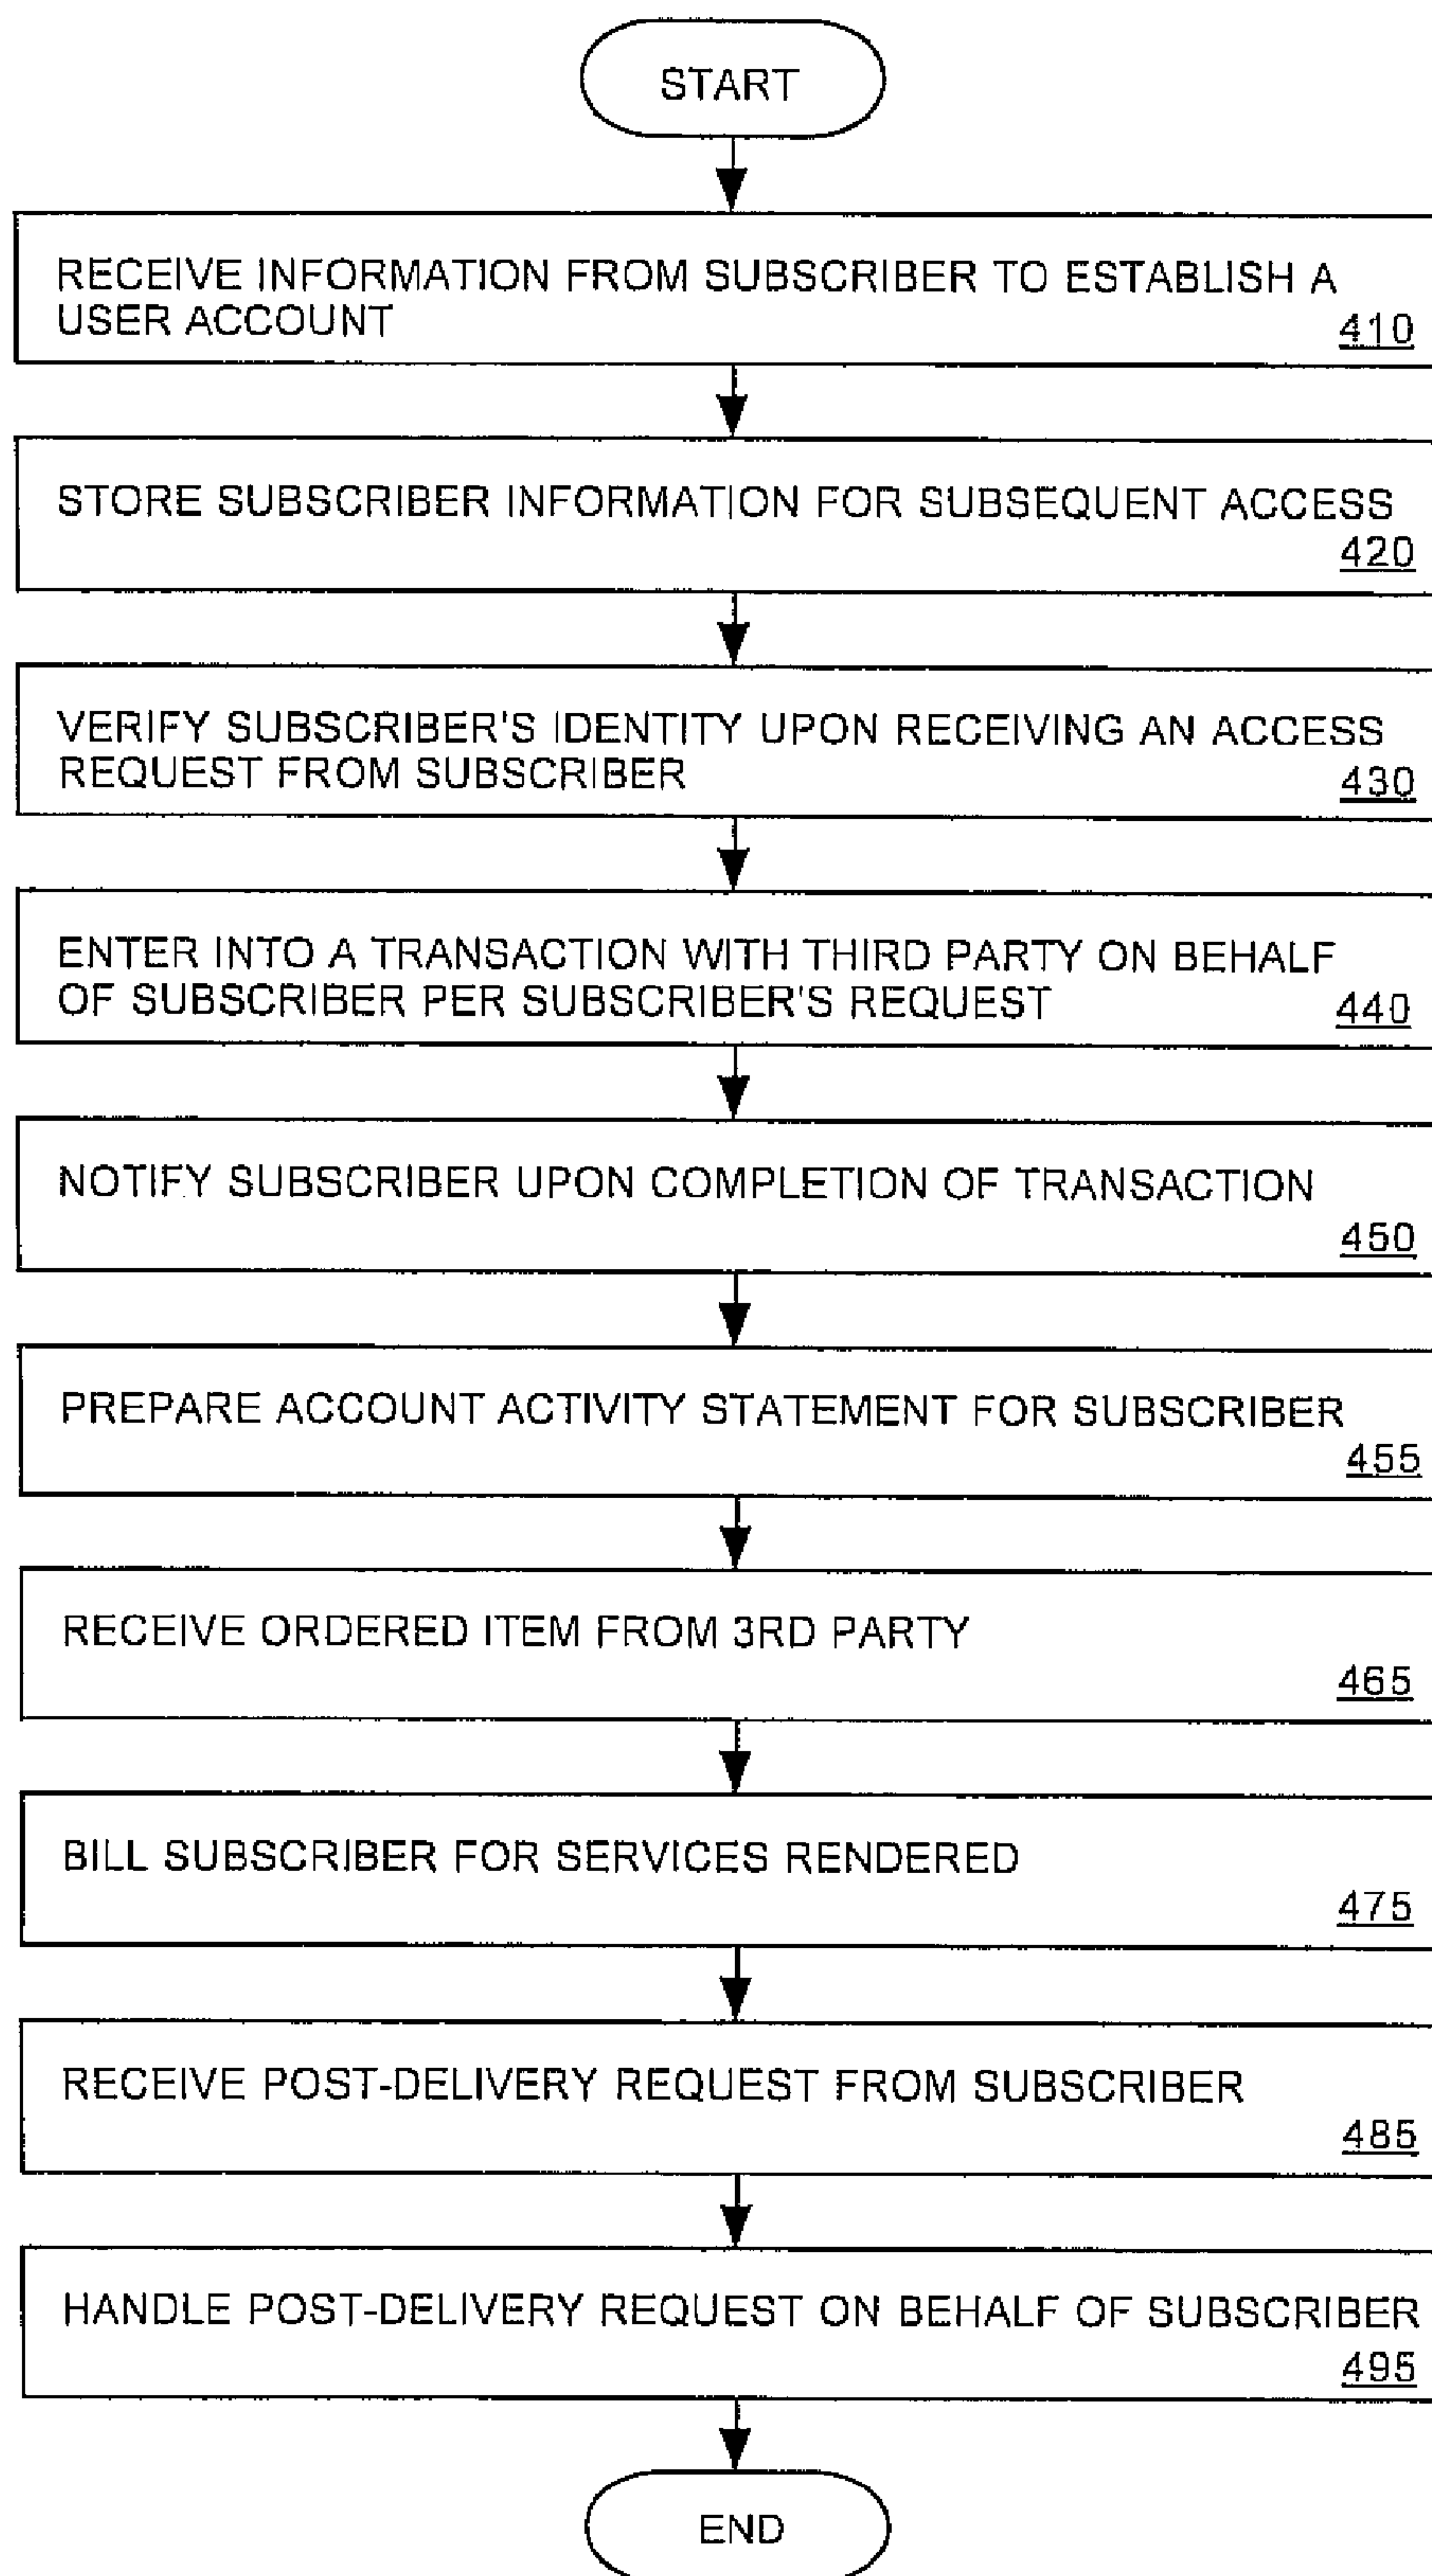 START
RECEIVE INFORMATION FROM SUBSCRIBER TO ESTABLISH A
USER ACCOUNT
410
STORE SUBSCRIBER INFORMATION FOR SUBSEQUENT ACCESS
420
VERIFY SUBSCRIBER'S IDENTITY UPON RECEIVING AN ACCESS
REQUEST FROM SUBSCRIBER
430
ENTER INTO A TRANSACTION WITH THIRD PARTY ON BEHALF
OF SUBSCRIBER PER SUBSCRIBER'S REQUEST
440
NOTIFY SUBSCRIBER UPON COMPLETION OF TRANSACTION
450
PREPARE ACCOUNT ACTIVITY STATEMENT FOR SUBSCRIBER
455
RECEIVE ORDERED ITEM FROM 3RD PARTY
465
BILL SUBSCRIBER FOR SERVICES RENDERED
475
RECEIVE POST-DELIVERY REQUEST FROM SUBSCRIBER
485
HANDLE POST-DELIVERY REQUEST ON BEHALF OF SUBSCRIBER
495
END